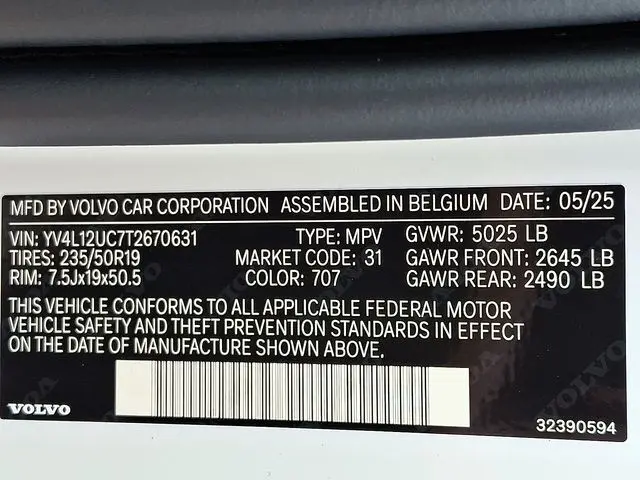 MFD BY VOLVO CAR CORPORATION ASSEMBLED IN BELGIUM DATE: 05/25
VIN: YV4L12UC7T2670631 TYPE: MPV GVWR: 5025 LB
TIRES: 235/50R19 MARKET CODE: 31 GAWR FRONT: 2645 LB
RIM: 7.5Jx19x50.5 COLOR: 707 GAWR REAR: 2490 LB
THIS VEHICLE CONFORMS TO ALL APPLICABLE FEDERAL MOTOR
VEHICLE SAFETY AND THEFT PREVENTION STANDARDS IN EFFECT
ON THE DATE OF MANUFACTURE SHOWN ABOVE.
VOLVO
32390594